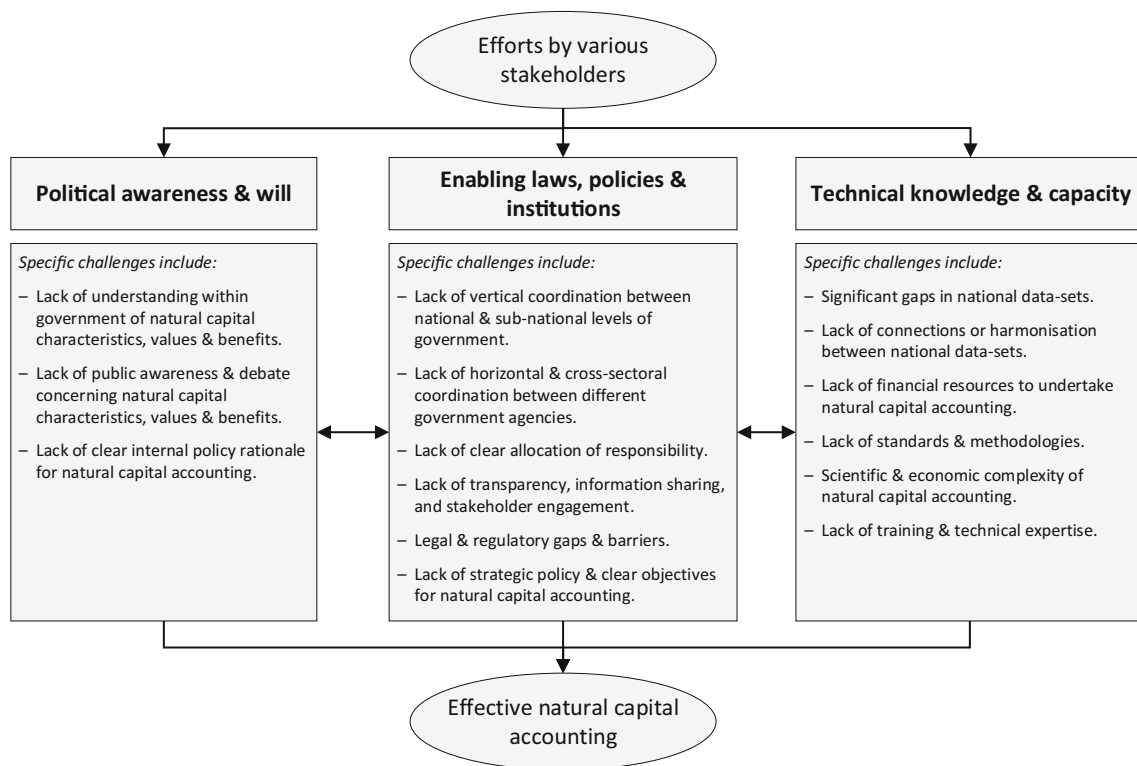 Efforts by various
stakeholders
Political awareness & will
Enabling laws, policies &
institutions
Technical knowledge & capacity
Specific challenges include:
– Lack of understanding within
government of natural capital
characteristics, values & benefits.
– Lack of public awareness & debate
concerning natural capital
characteristics, values & benefits.
– Lack of clear internal policy rationale
for natural capital accounting.
Specific challenges include:
– Lack of vertical coordination between
national & sub-national levels of
government.
– Lack of horizontal & cross-sectoral
coordination between different
government agencies.
– Lack of clear allocation of responsibility.
– Lack of transparency, information sharing,
and stakeholder engagement.
– Legal & regulatory gaps & barriers.
– Lack of strategic policy & clear objectives
for natural capital accounting.
Specific challenges include:
– Significant gaps in national data-sets.
– Lack of connections or harmonisation
between national data-sets.
– Lack of financial resources to undertake
natural capital accounting.
– Lack of standards & methodologies.
– Scientific & economic complexity of
natural capital accounting.
– Lack of training & technical expertise.
Effective natural capital
accounting